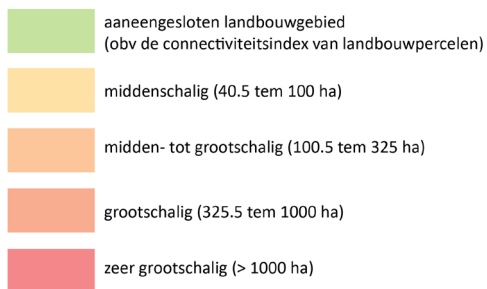 aaneengesloten landbouwgebied
(obv de connectiviteitsindex van landbouwpercelen)
middenschalig (40.5 tem 100 ha)
midden- tot grootschalig (100.5 tem 325 ha)
grootschalig (325.5 tem 1000 ha)
zeer grootschalig (> 1000 ha)